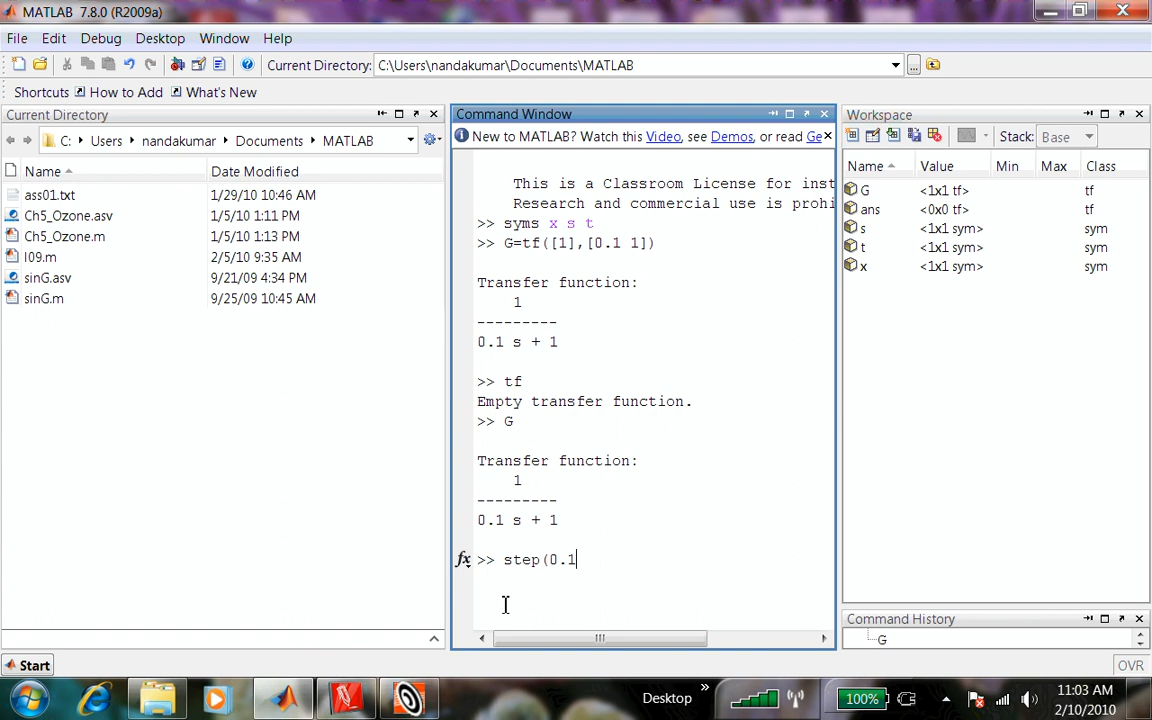 MATLAB 7.8.0 (R2009a)
File Edit Debug Desktop Window Help
Current Directory: C:\Users\nandakumar\Documents\MATLAB
Shortcuts How to Add What's New
Current Directory
C: Users nandakumar Documents MATLAB
Name Date Modified
ass01.txt 1/29/10 10:46 AM
Ch5_Ozone.asv 1/5/10 1:11 PM
Ch5_Ozone.m 1/5/10 1:13 PM
I09.m 2/5/10 9:35 AM
sinG.asv 9/21/09 4:34 PM
sinG.m 9/25/09 10:45 AM
Command Window
New to MATLAB? Watch this Video, see Demos, or read Ge
This is a Classroom License for inst
Research and commercial use is prohi
>> syms x s t
>> G=tf([1],[0.1 1])
Transfer function:
1
---------
0.1 s + 1
>> tf
Empty transfer function.
>> G
Transfer function:
1
---------
0.1 s + 1
fx >> step(0.1
Workspace
Stack: Base
Name Value Min Max Class
G <1x1 tf> tf
ans <0x0 tf> tf
s <1x1 sym> sym
t <1x1 sym> sym
x <1x1 sym> sym
Command History
G
Start
OVR
Desktop »
100%
11:03 AM
2/10/2010